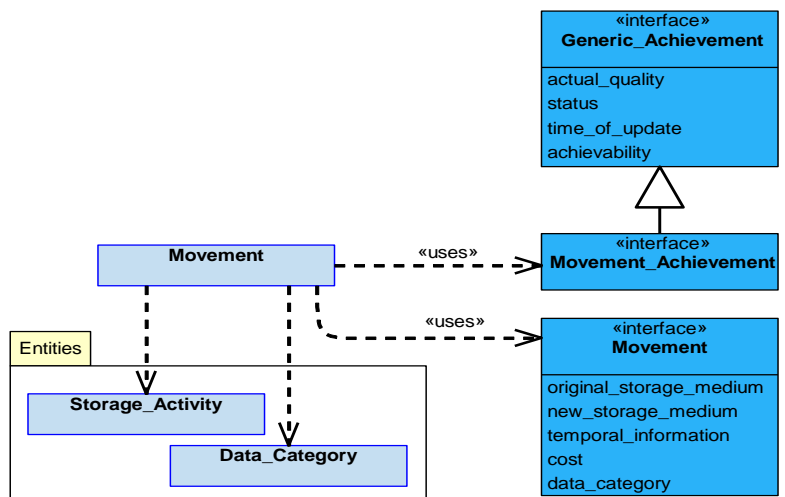 «interface»
Generic_Achievement
actual_quality
status
time_of_update
achievability
Movement
«uses»
«interface»
Movement_Achievement
«uses»
«interface»
Movement
original_storage_medium
new_storage_medium
temporal_information
cost
data_category
Entities
Storage_Activity
Data_Category